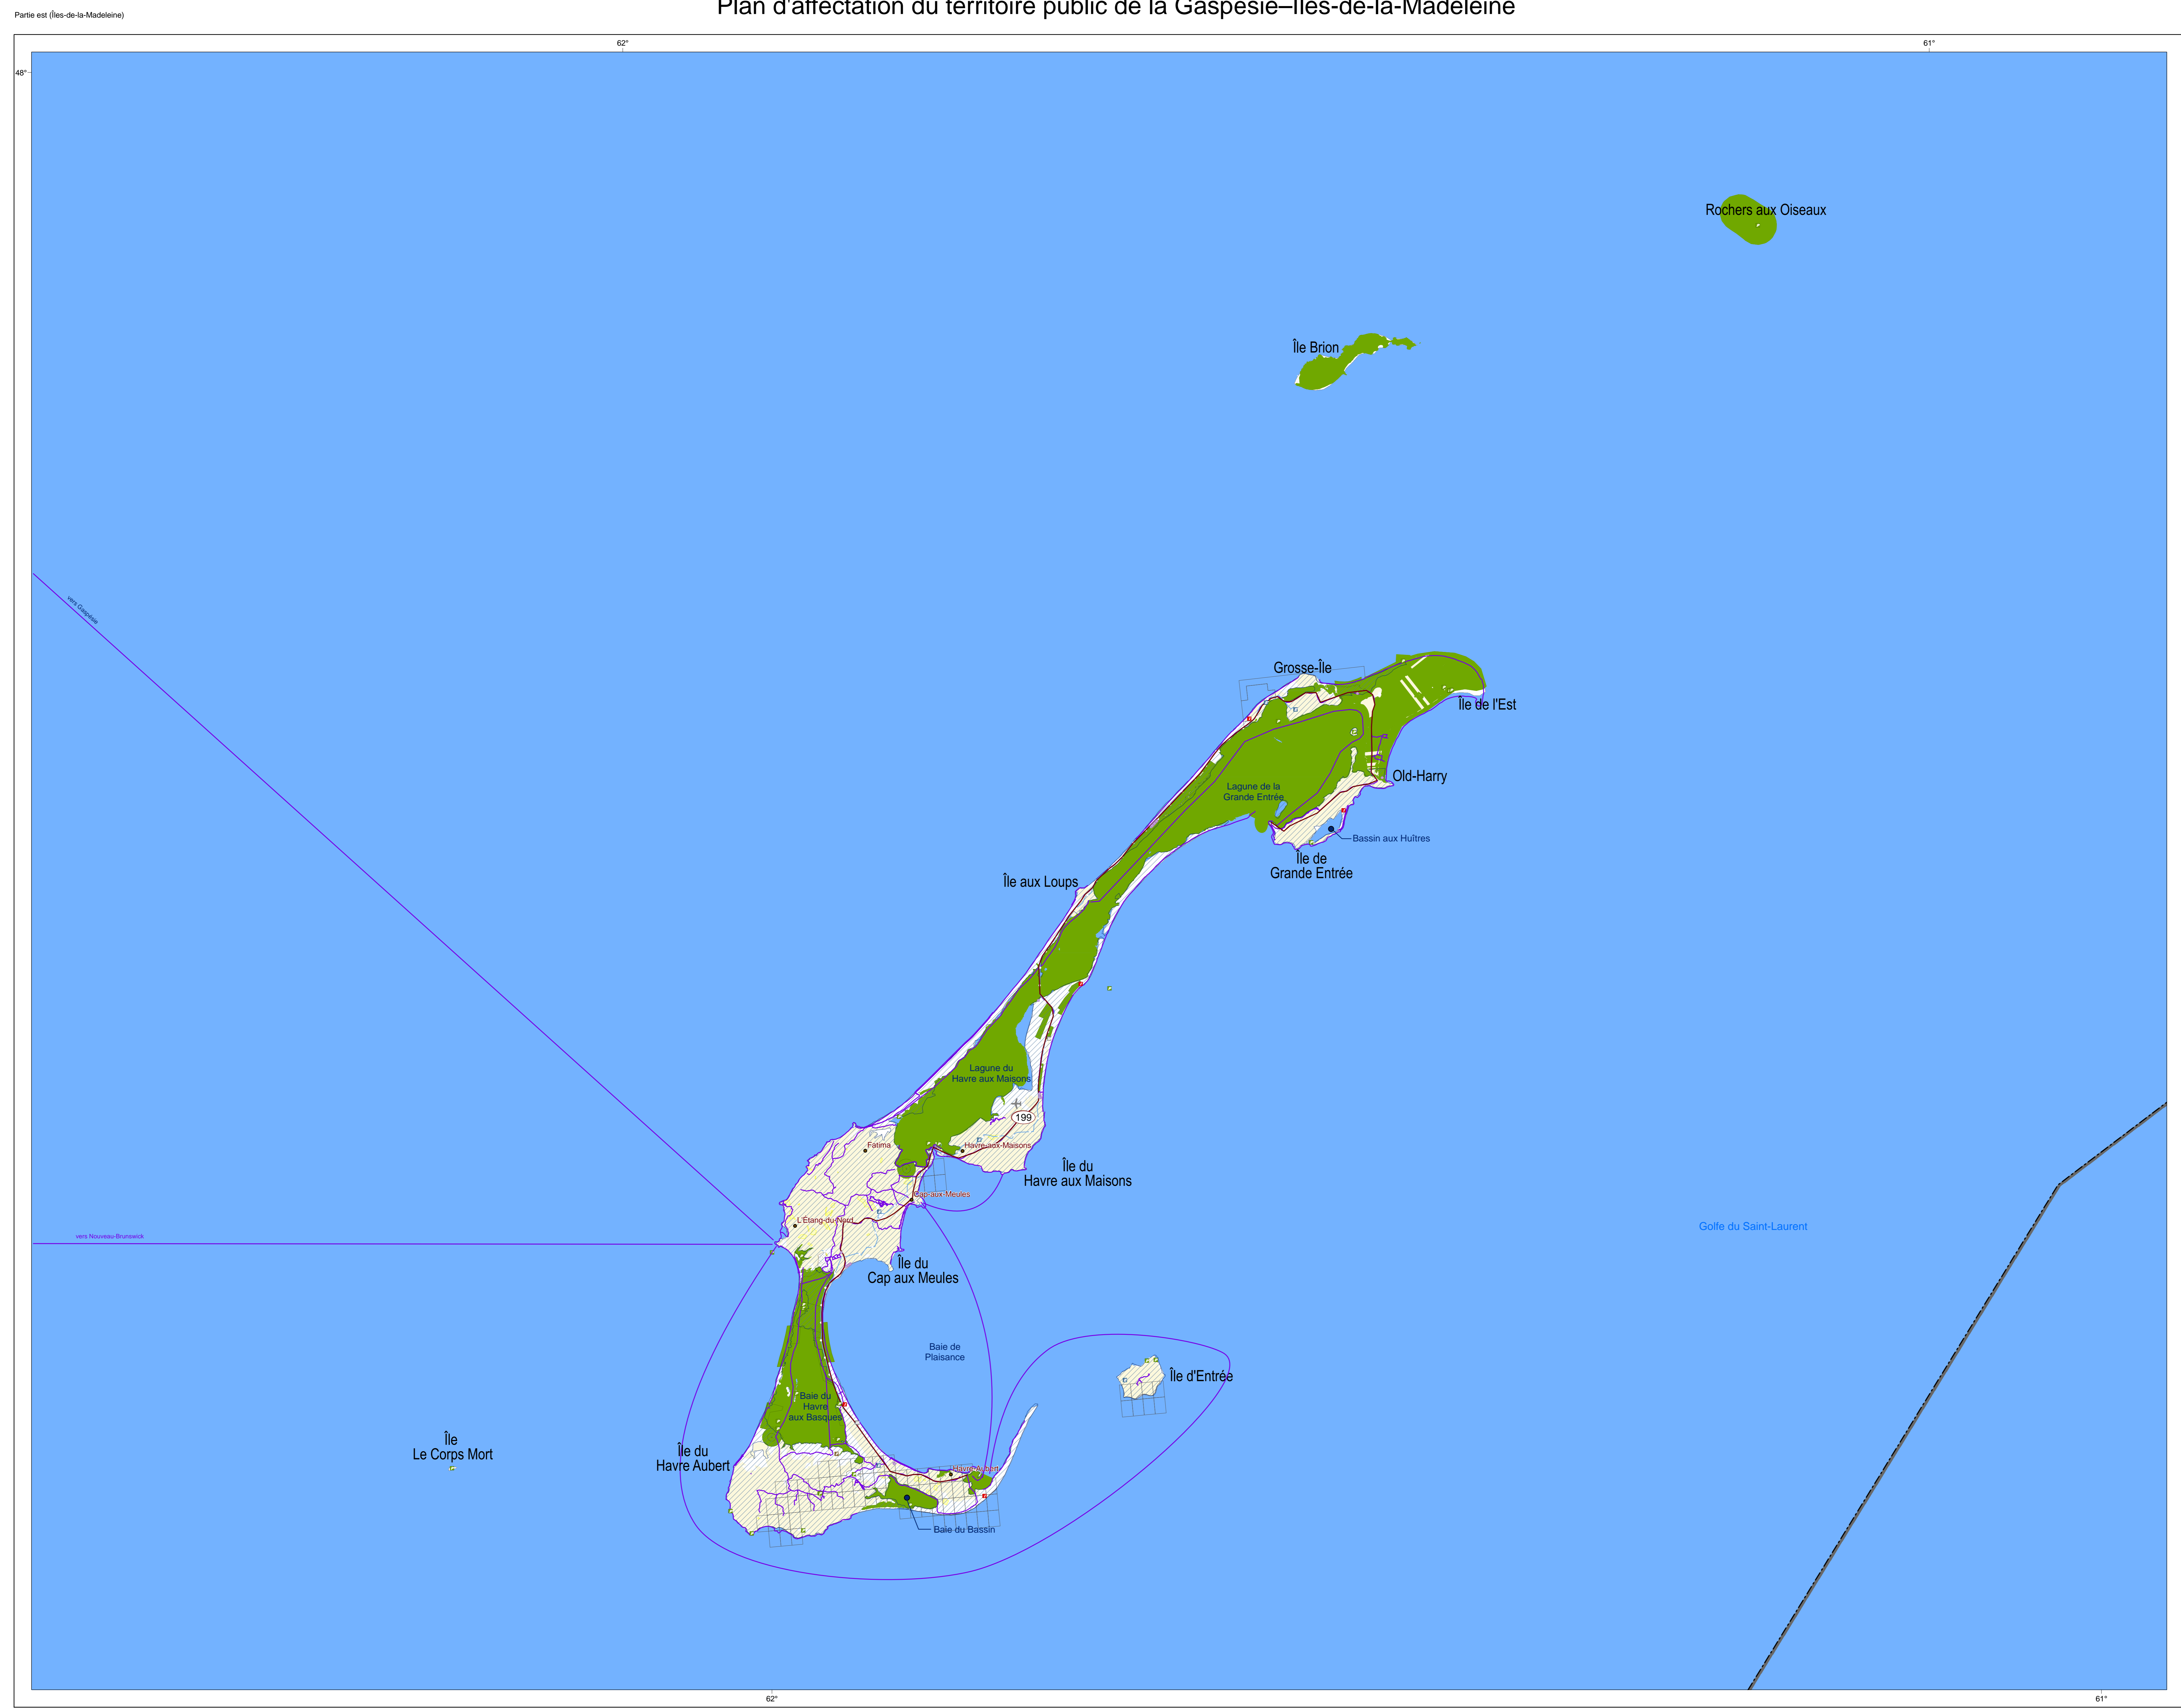 Plan d'affectation du territoire public de la Gaspésie–Îles-de-la-Madeleine
Partie est (Îles-de-la-Madeleine)
62°
61°
48°
Rochers aux Oiseaux
Île Brion
vers Gaspésie
Grosse-Île
Île de l'Est
Old-Harry
Lagune de la
Grande Entrée
Bassin aux Huîtres
Île de
Grande Entrée
Île aux Loups
Lagune du
Havre aux Maisons
199
Fatima
Havre-aux-Maisons
Île du
Havre aux Maisons
Cap-aux-Meules
L'Étang-du-Nord
Golfe du Saint-Laurent
vers Nouveau-Brunswick
Île du
Cap aux Meules
Baie de
Plaisance
Île d'Entrée
Baie du
Havre
aux Basques
Île
Le Corps Mort
Île du
Havre Aubert
Havre-Aubert
Baie du Bassin
62°
61°